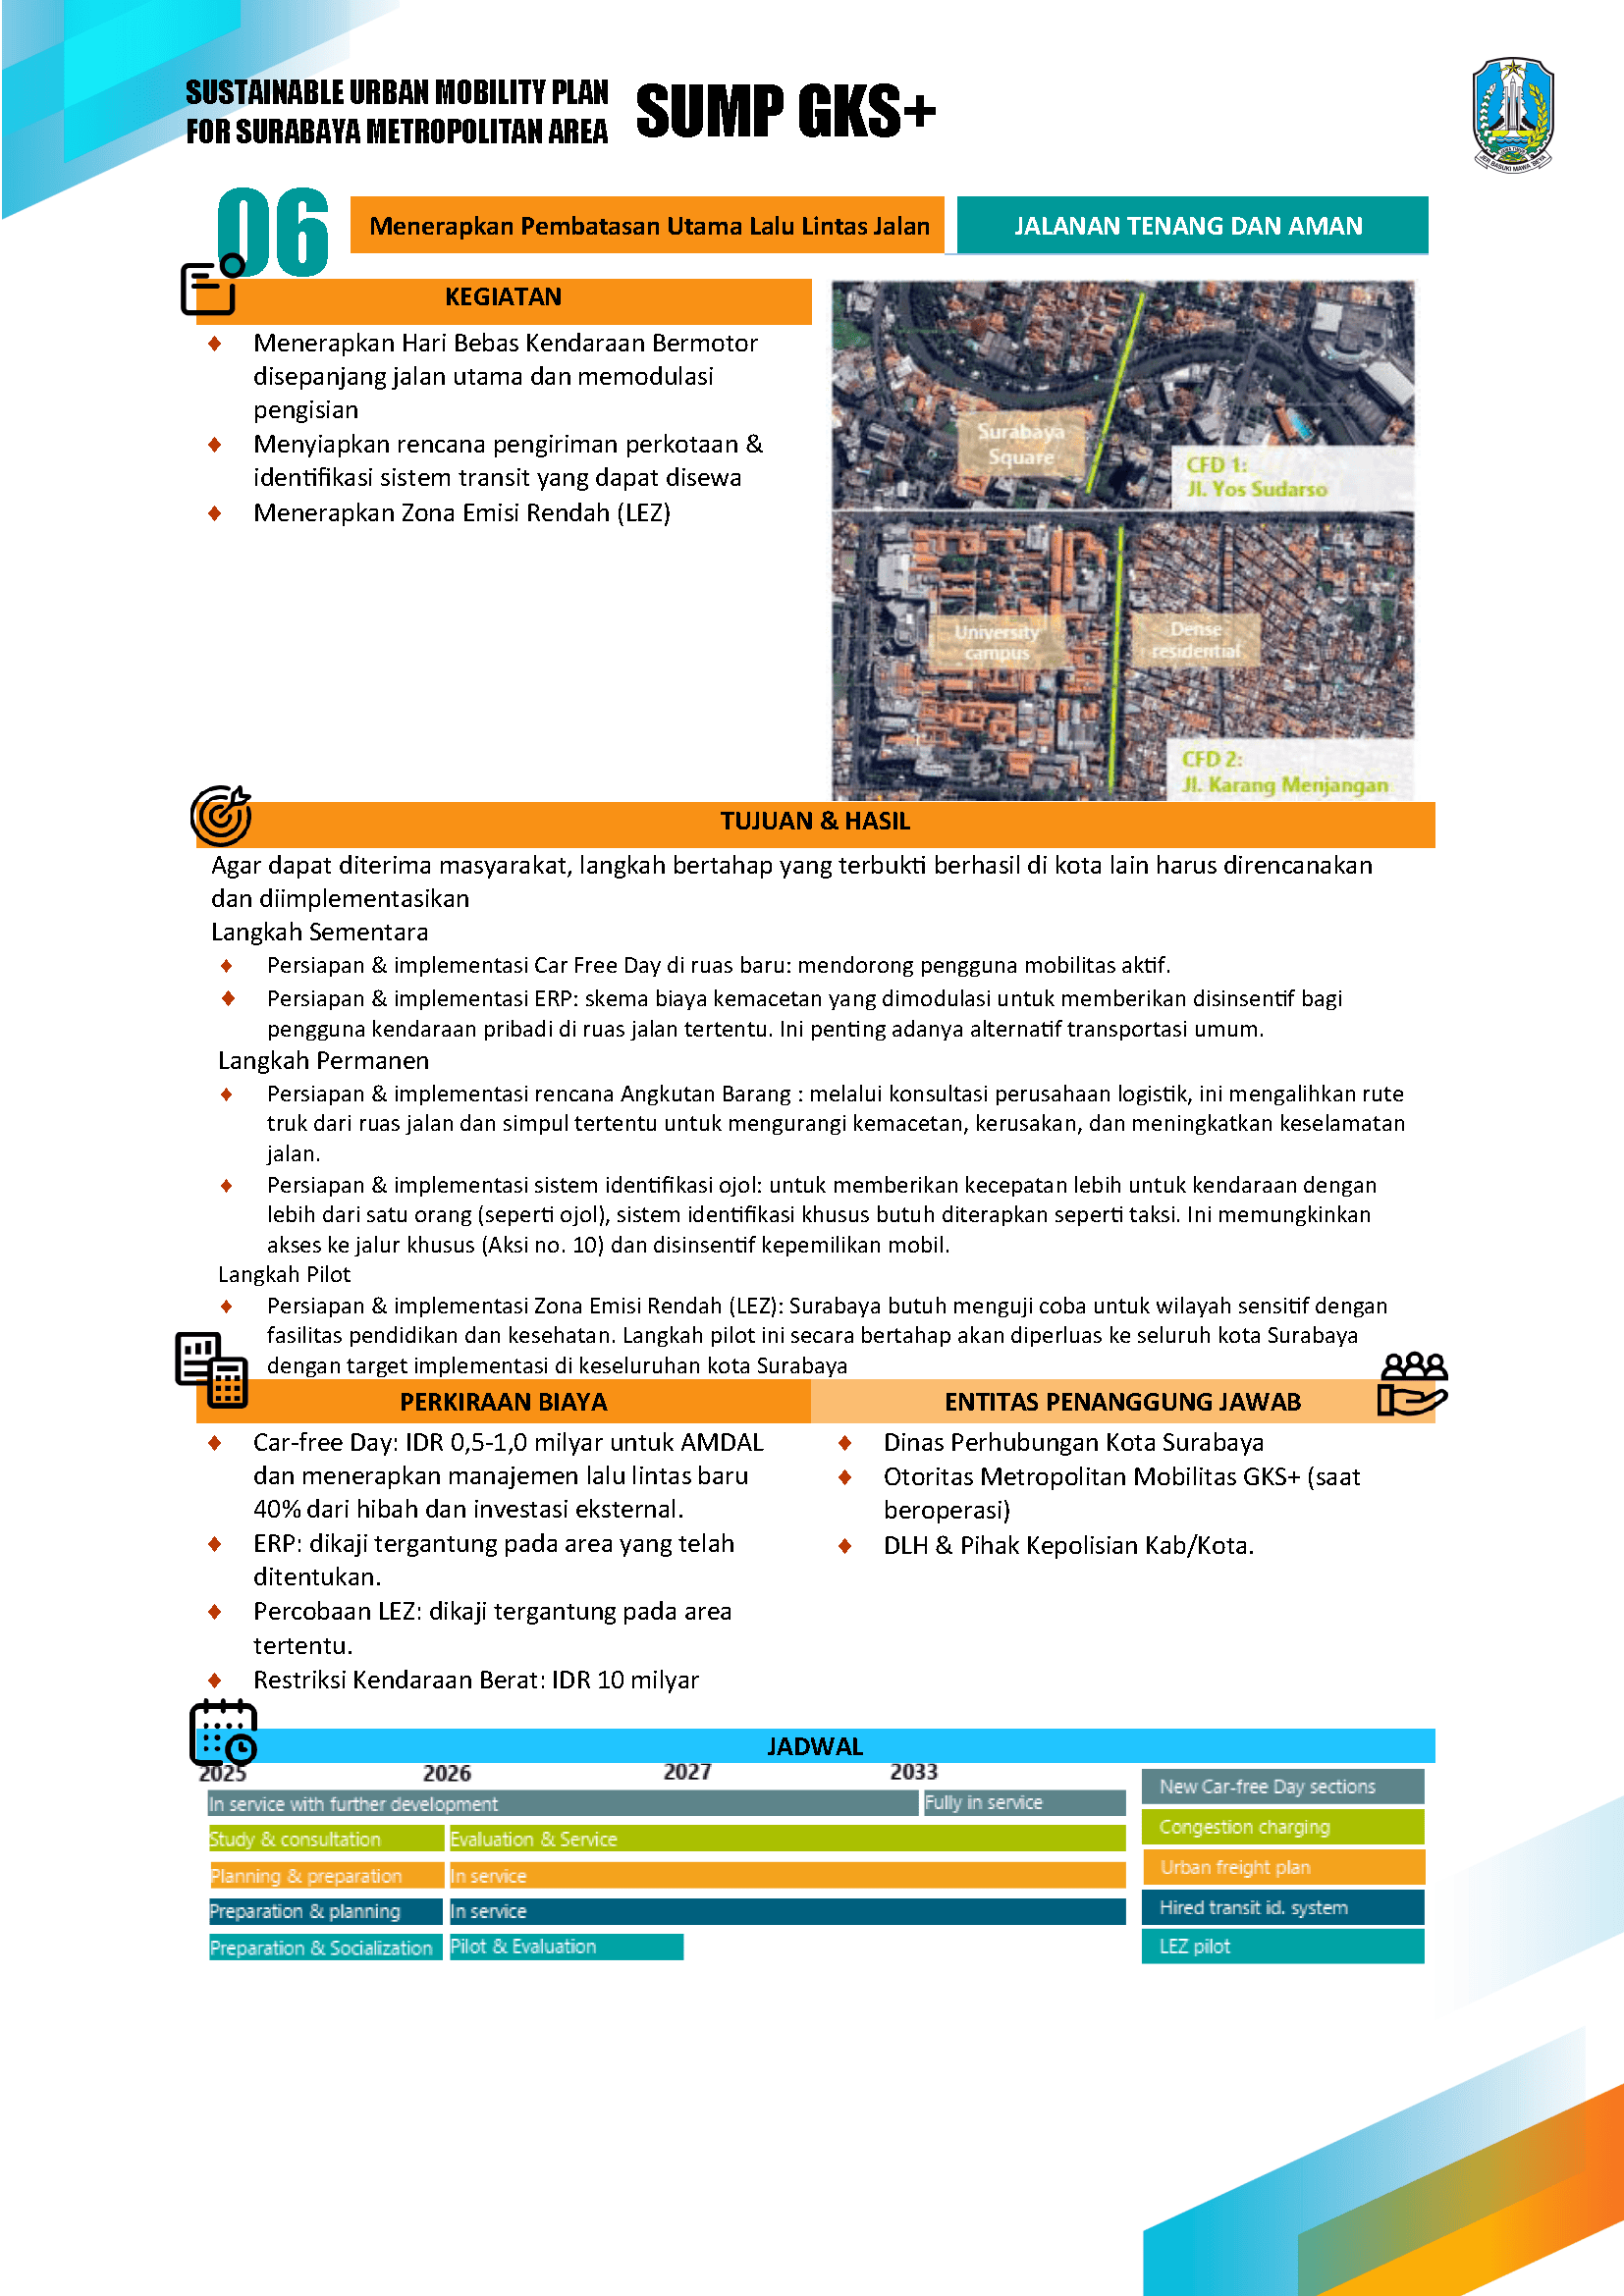 SUSTAINABLE URBAN MOBILITY PLAN
FOR SURABAYA METROPOLITAN AREA
SUMP GKS+
JAWA TIMUR
JER BASUKI MAWA BEYA
06
Menerapkan Pembatasan Utama Lalu Lintas Jalan
JALANAN TENANG DAN AMAN
KEGIATAN
♦ Menerapkan Hari Bebas Kendaraan Bermotor
disepanjang jalan utama dan memodulasi
pengisian
♦ Menyiapkan rencana pengiriman perkotaan &
identifikasi sistem transit yang dapat disewa
♦ Menerapkan Zona Emisi Rendah (LEZ)
Surabaya
Square
CFD 1:
Jl. Yos Sudarso
University
campus
Dense
residential
CFD 2:
Jl. Karang Menjangan
TUJUAN & HASIL
Agar dapat diterima masyarakat, langkah bertahap yang terbukti berhasil di kota lain harus direncanakan
dan diimplementasikan
Langkah Sementara
♦ Persiapan & implementasi Car Free Day di ruas baru: mendorong pengguna mobilitas aktif.
♦ Persiapan & implementasi ERP: skema biaya kemacetan yang dimodulasi untuk memberikan disinsentif bagi
pengguna kendaraan pribadi di ruas jalan tertentu. Ini penting adanya alternatif transportasi umum.
Langkah Permanen
♦ Persiapan & implementasi rencana Angkutan Barang : melalui konsultasi perusahaan logistik, ini mengalihkan rute
truk dari ruas jalan dan simpul tertentu untuk mengurangi kemacetan, kerusakan, dan meningkatkan keselamatan
jalan.
♦ Persiapan & implementasi sistem identifikasi ojol: untuk memberikan kecepatan lebih untuk kendaraan dengan
lebih dari satu orang (seperti ojol), sistem identifikasi khusus butuh diterapkan seperti taksi. Ini memungkinkan
akses ke jalur khusus (Aksi no. 10) dan disinsentif kepemilikan mobil.
Langkah Pilot
♦ Persiapan & implementasi Zona Emisi Rendah (LEZ): Surabaya butuh menguji coba untuk wilayah sensitif dengan
fasilitas pendidikan dan kesehatan. Langkah pilot ini secara bertahap akan diperluas ke seluruh kota Surabaya
dengan target implementasi di keseluruhan kota Surabaya
PERKIRAAN BIAYA
♦ Car-free Day: IDR 0,5-1,0 milyar untuk AMDAL
dan menerapkan manajemen lalu lintas baru
40% dari hibah dan investasi eksternal.
♦ ERP: dikaji tergantung pada area yang telah
ditentukan.
♦ Percobaan LEZ: dikaji tergantung pada area
tertentu.
♦ Restriksi Kendaraan Berat: IDR 10 milyar
ENTITAS PENANGGUNG JAWAB
♦ Dinas Perhubungan Kota Surabaya
♦ Otoritas Metropolitan Mobilitas GKS+ (saat
beroperasi)
♦ DLH & Pihak Kepolisian Kab/Kota.
JADWAL
2025 2026 2027 2033
In service with further development Fully in service New Car-free Day sections
Study & consultation Evaluation & Service Congestion charging
Planning & preparation In service Urban freight plan
Preparation & planning In service Hired transit id. system
Preparation & Socialization Pilot & Evaluation LEZ pilot